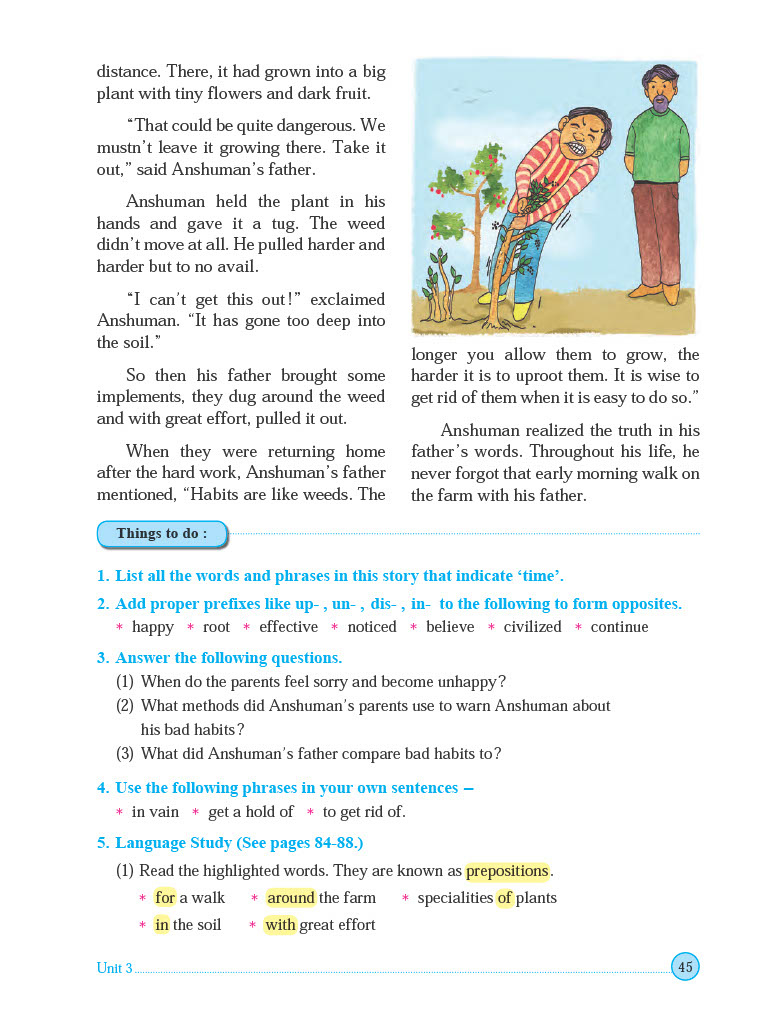 distance. There, it had grown into a big
plant with tiny flowers and dark fruit.
“That could be quite dangerous. We
mustn’t leave it growing there. Take it
out,” said Anshuman’s father.
Anshuman held the plant in his
hands and gave it a tug. The weed
didn’t move at all. He pulled harder and
harder but to no avail.
“I can’t get this out!” exclaimed
Anshuman. “It has gone too deep into
the soil.”
So then his father brought some
implements, they dug around the weed
and with great effort, pulled it out.
When they were returning home
after the hard work, Anshuman’s father
mentioned, “Habits are like weeds. The
longer you allow them to grow, the
harder it is to uproot them. It is wise to
get rid of them when it is easy to do so.”
Anshuman realized the truth in his
father’s words. Throughout his life, he
never forgot that early morning walk on
the farm with his father.
Things to do :
1. List all the words and phrases in this story that indicate ‘time’.
2. Add proper prefixes like up- , un- , dis- , in- to the following to form opposites.
* happy * root * effective * noticed * believe * civilized * continue
3. Answer the following questions.
(1) When do the parents feel sorry and become unhappy?
(2) What methods did Anshuman’s parents use to warn Anshuman about
his bad habits?
(3) What did Anshuman’s father compare bad habits to?
4. Use the following phrases in your own sentences –
* in vain * get a hold of * to get rid of.
5. Language Study (See pages 84-88.)
(1) Read the highlighted words. They are known as prepositions.
* for a walk * around the farm * specialities of plants
* in the soil * with great effort
Unit 3 45